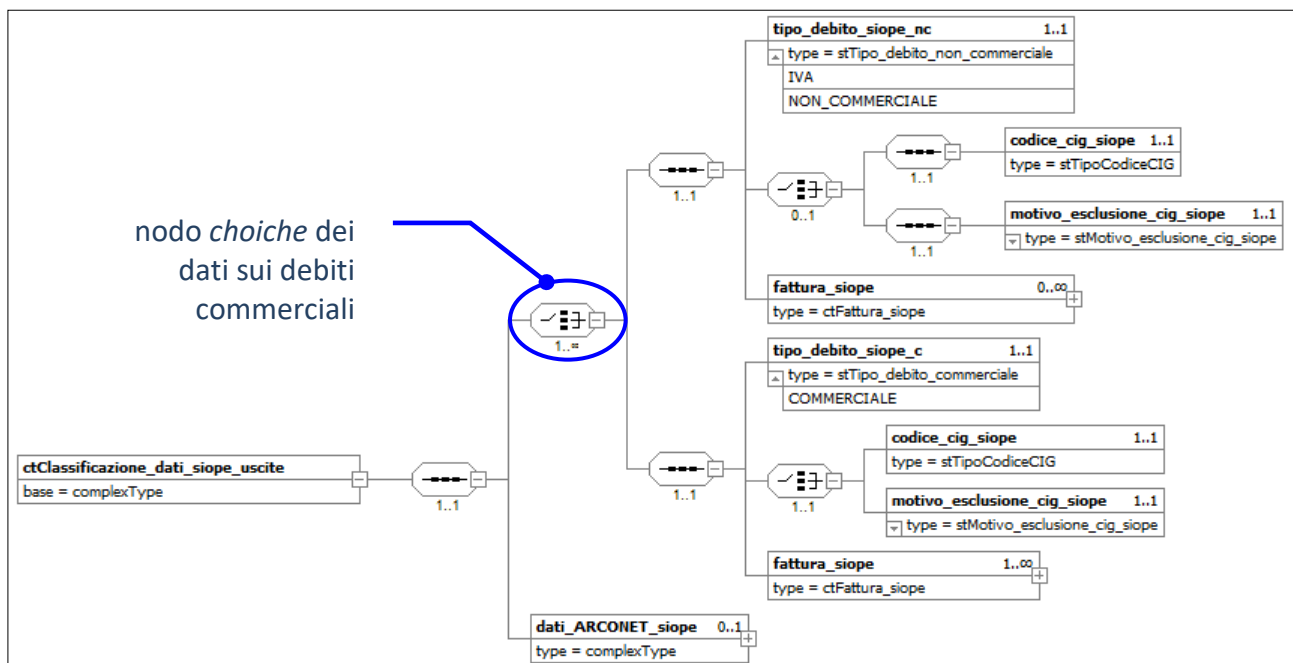 tipo_debito_siope_nc 1..1
type = stTipo_debito_non_commerciale
IVA
NON_COMMERCIALE
1..1
codice_cig_siope 1..1
type = stTipoCodiceCIG
1..1
0..1
motivo_esclusione_cig_siope 1..1
type = stMotivo_esclusione_cig_siope
1..1
fattura_siope 0..∞
type = ctFattura_siope
nodo choiche dei
dati sui debiti
commerciali
1..∞
tipo_debito_siope_c 1..1
type = stTipo_debito_commerciale
COMMERCIALE
1..1
codice_cig_siope 1..1
type = stTipoCodiceCIG
1..1
motivo_esclusione_cig_siope 1..1
type = stMotivo_esclusione_cig_siope
fattura_siope 1..∞
type = ctFattura_siope
ctClassificazione_dati_siope_uscite
base = complexType
1..1
dati_ARCONET_siope 0..1
type = complexType